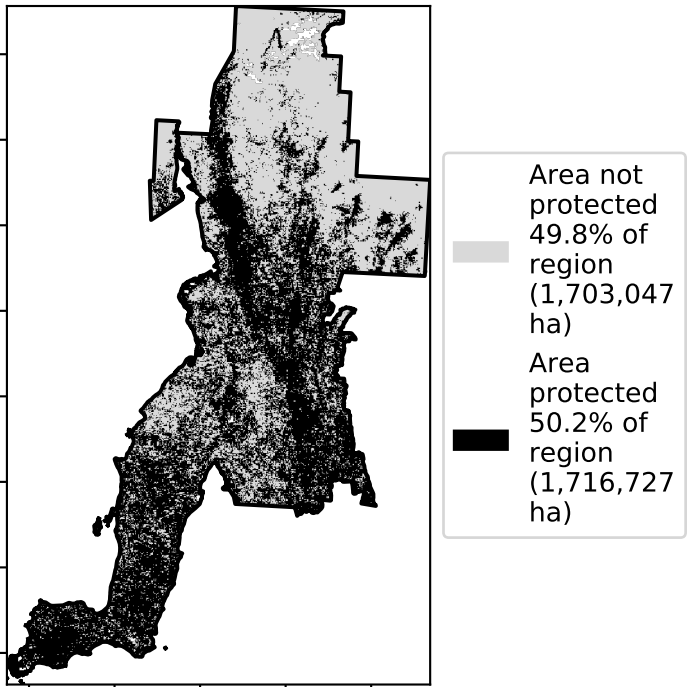 Area not
protected
49.8% of
region
(1,703,047
ha)
Area
protected
50.2% of
region
(1,716,727
ha)